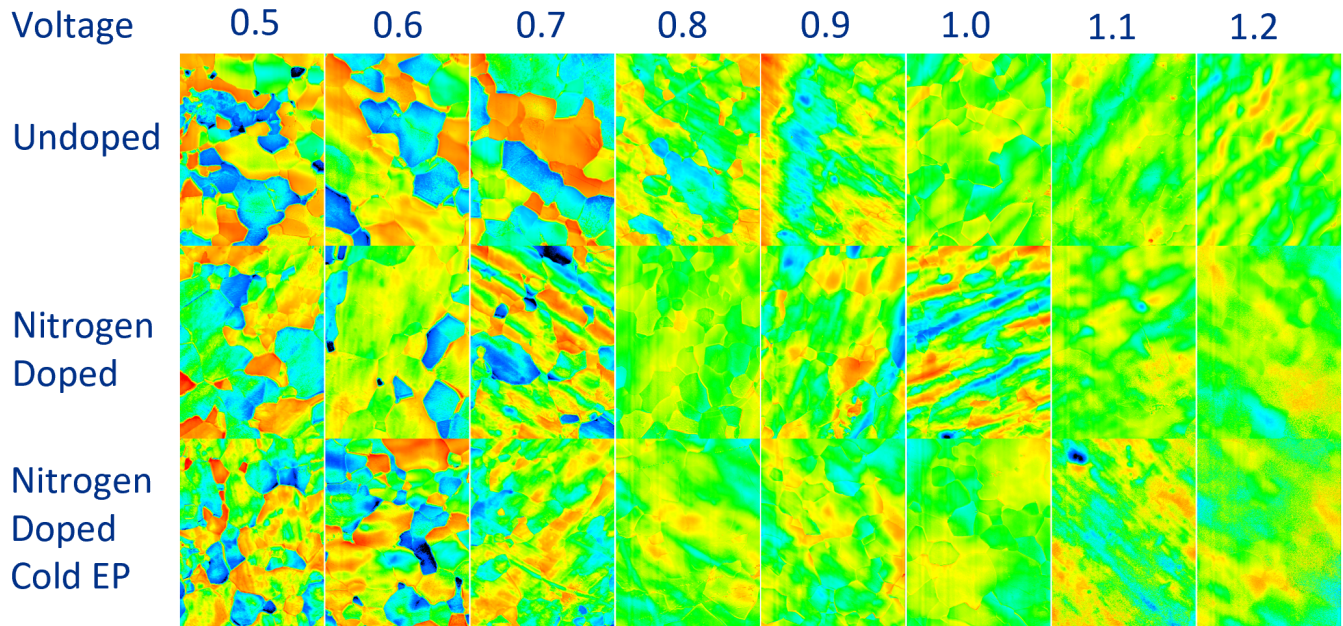 Voltage 0.5 0.6 0.7 0.8 0.9 1.0 1.1 1.2
Undoped
Nitrogen
Doped
Nitrogen
Doped
Cold EP